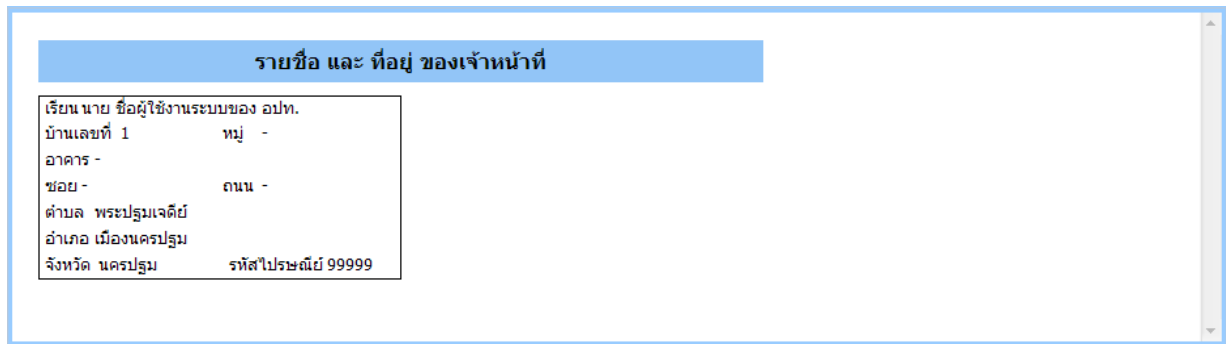 รายชื่อ และ ที่อยู่ ของเจ้าหน้าที่
เรียน นาย ชื่อผู้ใช้งานระบบของ อปท.
บ้านเลขที่ 1 หมู่ -
อาคาร -
ซอย - ถนน -
ตำบล พระปฐมเจดีย์
อำเภอ เมืองนครปฐม
จังหวัด นครปฐม รหัสไปรษณีย์ 99999